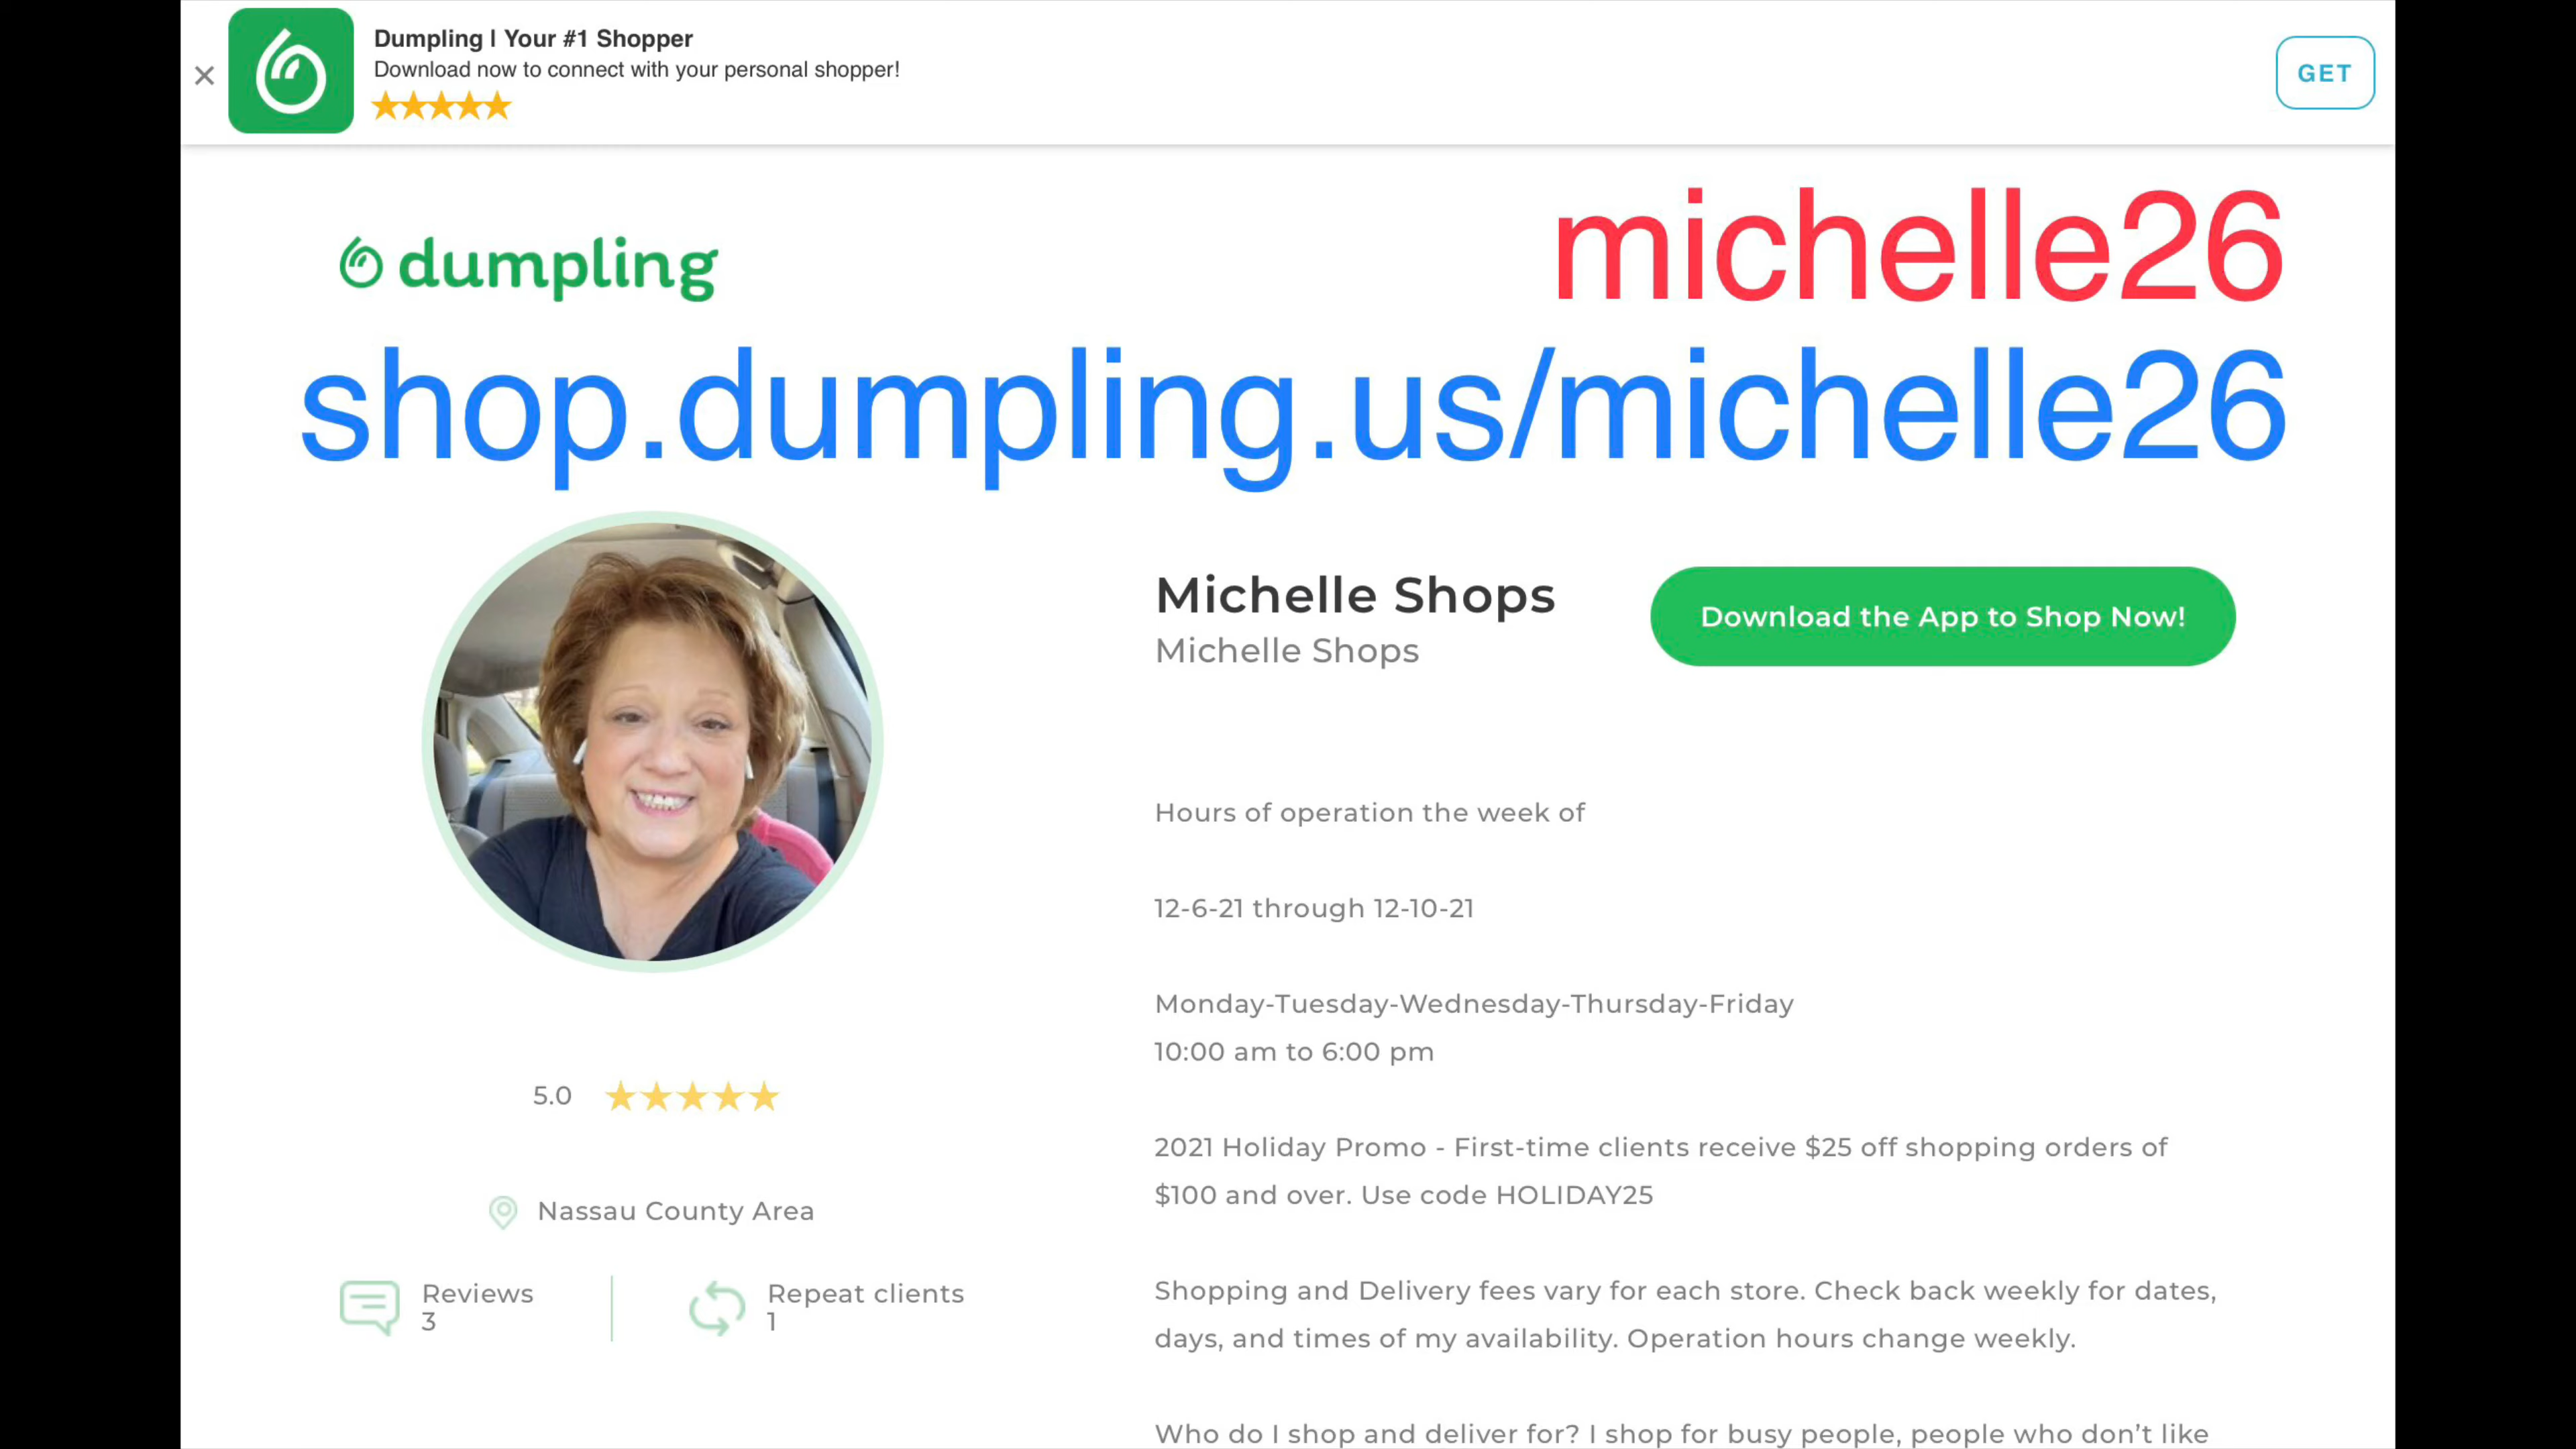 Dumpling | Your #1 Shopper
Download now to connect with your personal shopper!
GET
michelle26
dumpling
shop.dumpling.us/michelle26
Michelle Shops
Michelle Shops
Download the App to Shop Now!
Hours of operation the week of
12-6-21 through 12-10-21
Monday-Tuesday-Wednesday-Thursday-Friday
10:00 am to 6:00 pm
5.0
2021 Holiday Promo - First-time clients receive $25 off shopping orders of
$100 and over. Use code HOLIDAY25
Nassau County Area
Reviews
3
Repeat clients
1
Shopping and Delivery fees vary for each store. Check back weekly for dates,
days, and times of my availability. Operation hours change weekly.
Who do I shop and deliver for? I shop for busy people, people who don’t like